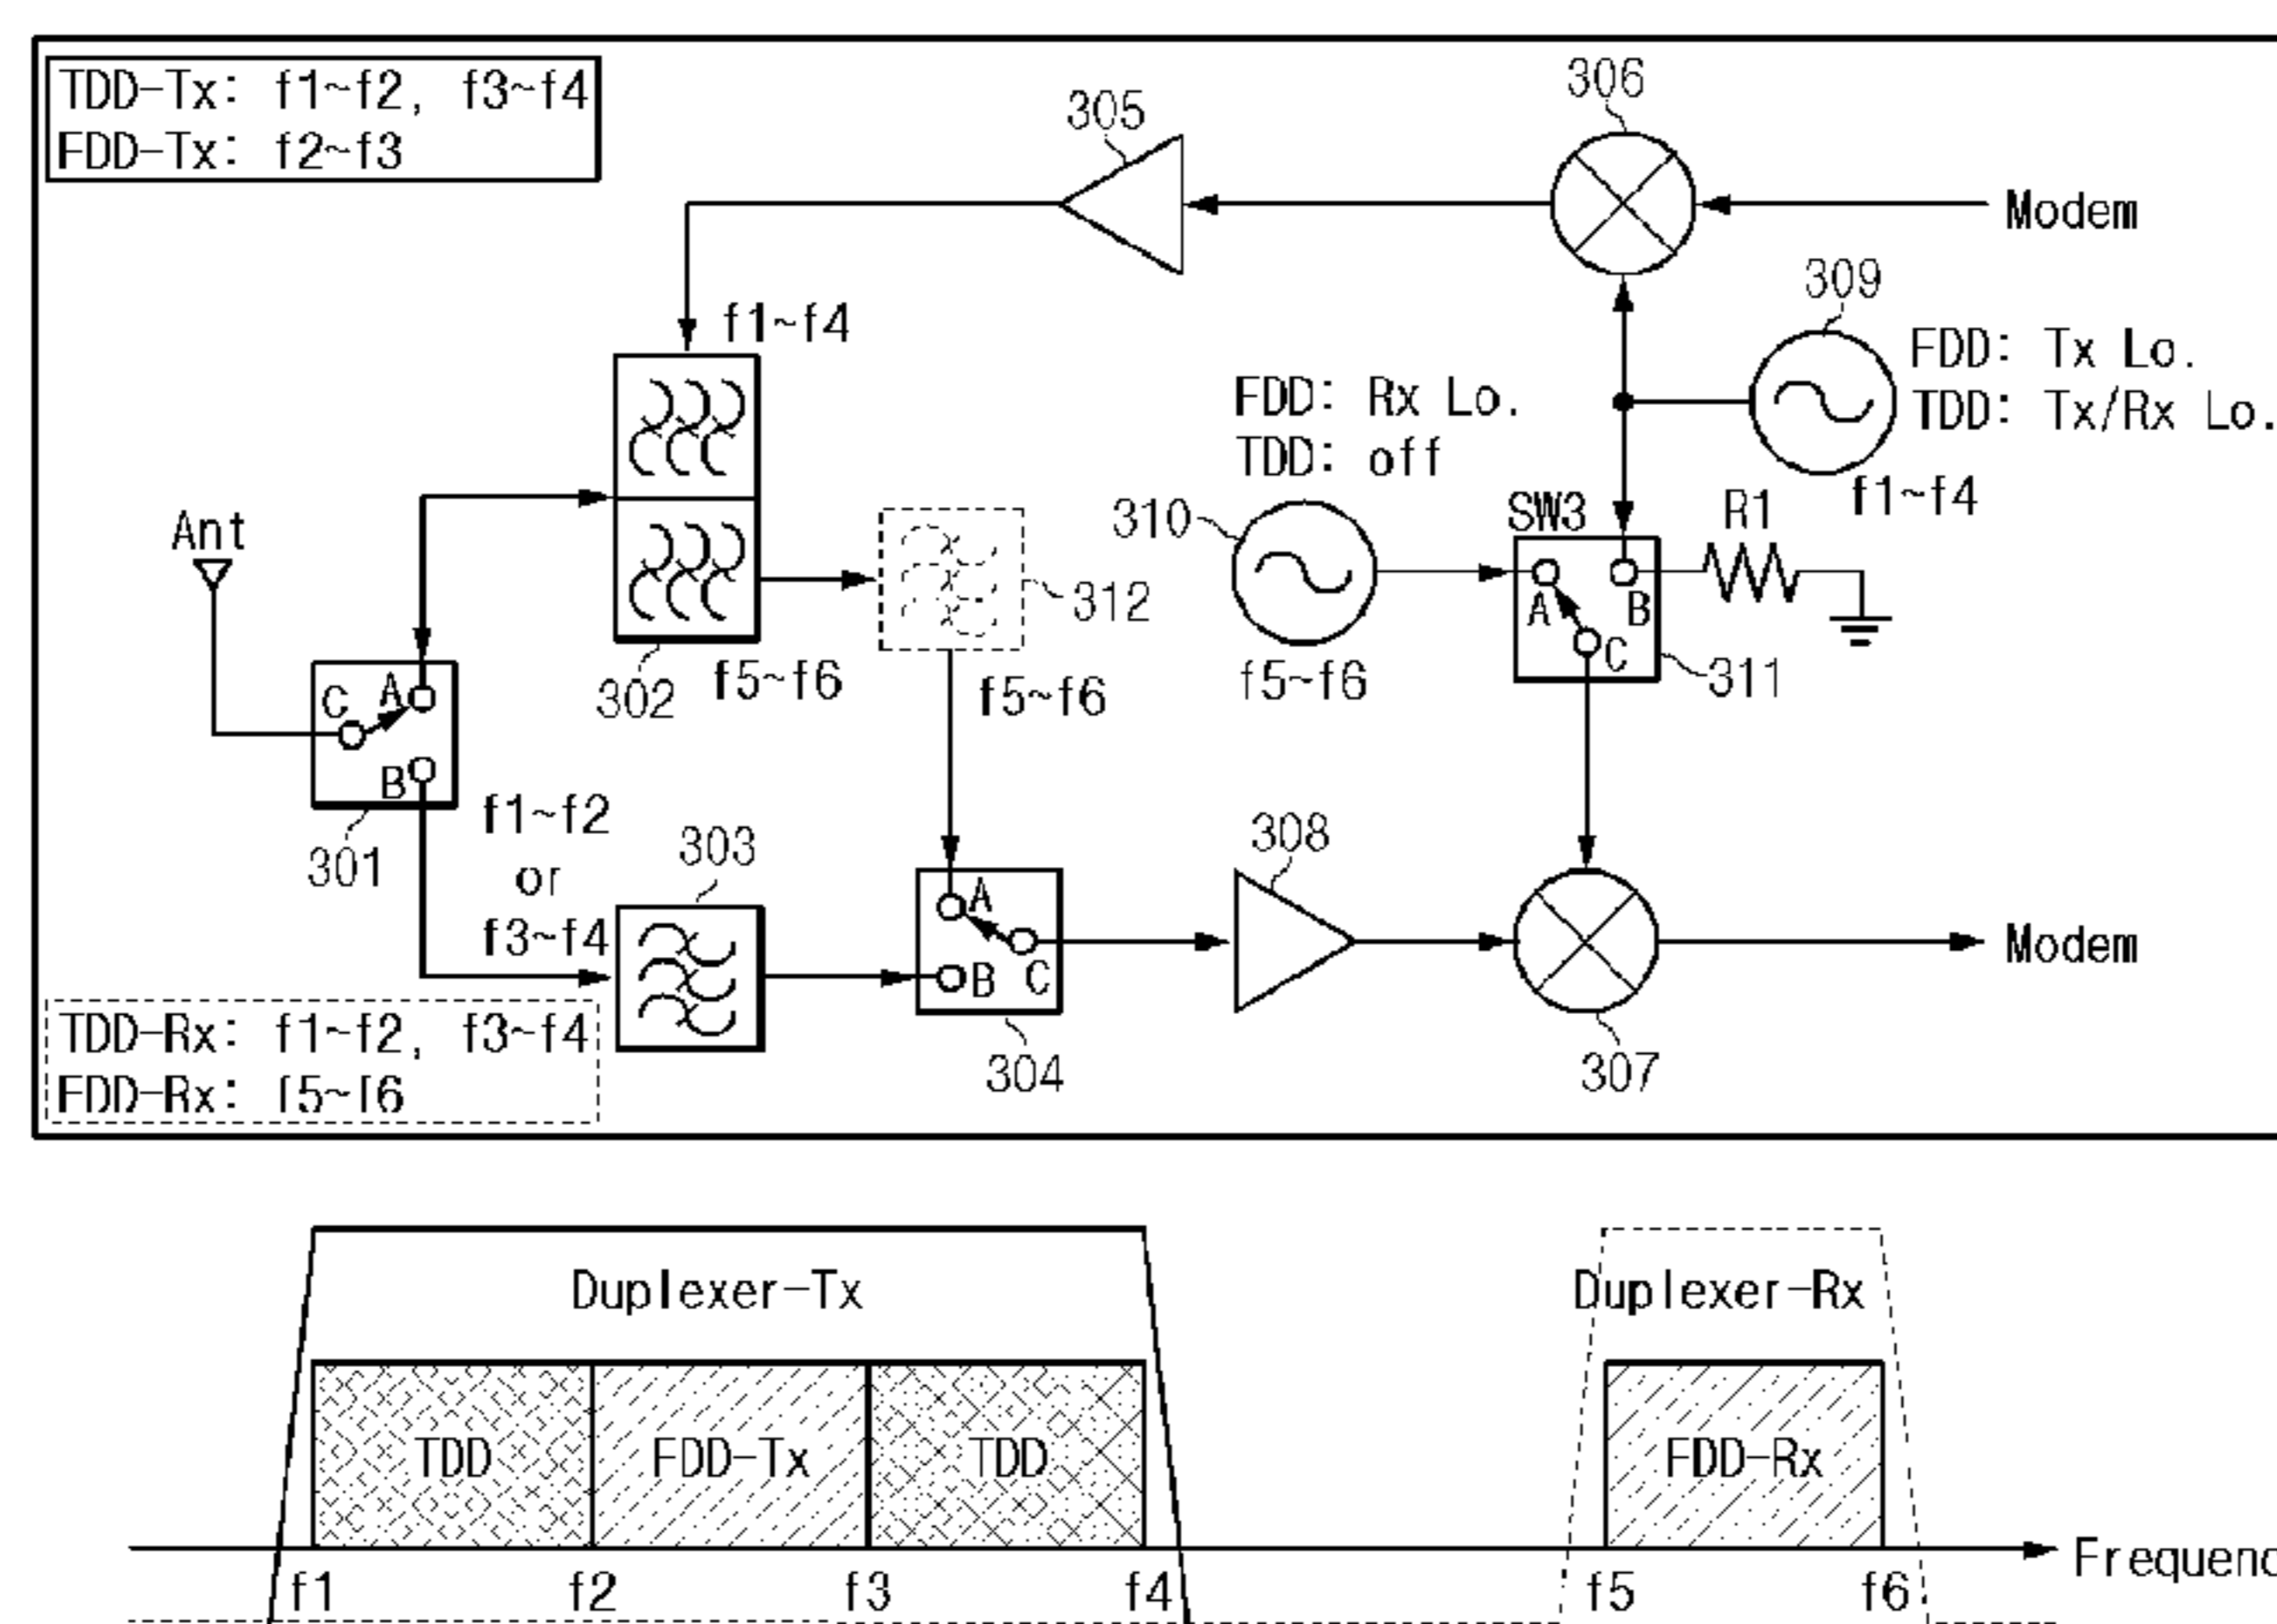 TDD-Tx: f1~f2, f3~f4
FDD-Tx: f2~f3
305
306
Modem
309
f1~f4
FDD: Tx Lo.
TDD: Tx/Rx Lo.
FDD: Rx Lo.
TDD: off
f1~f4
Ant
310
SW3
R1
312
A
B
C
302
f5~f6
f5~f6
f5~f6
311
C
A
B
301
f1~f2
or
f3~f4
303
308
A
B
C
Modem
TDD-Rx: f1~f2, f3~f4
FDD-Rx: f5~f6
304
307
Duplexer-Tx
Duplexer-Rx
TDD
FDD-Tx
TDD
FDD-Rx
Frequenc
f1
f2
f3
f4
f5
f6